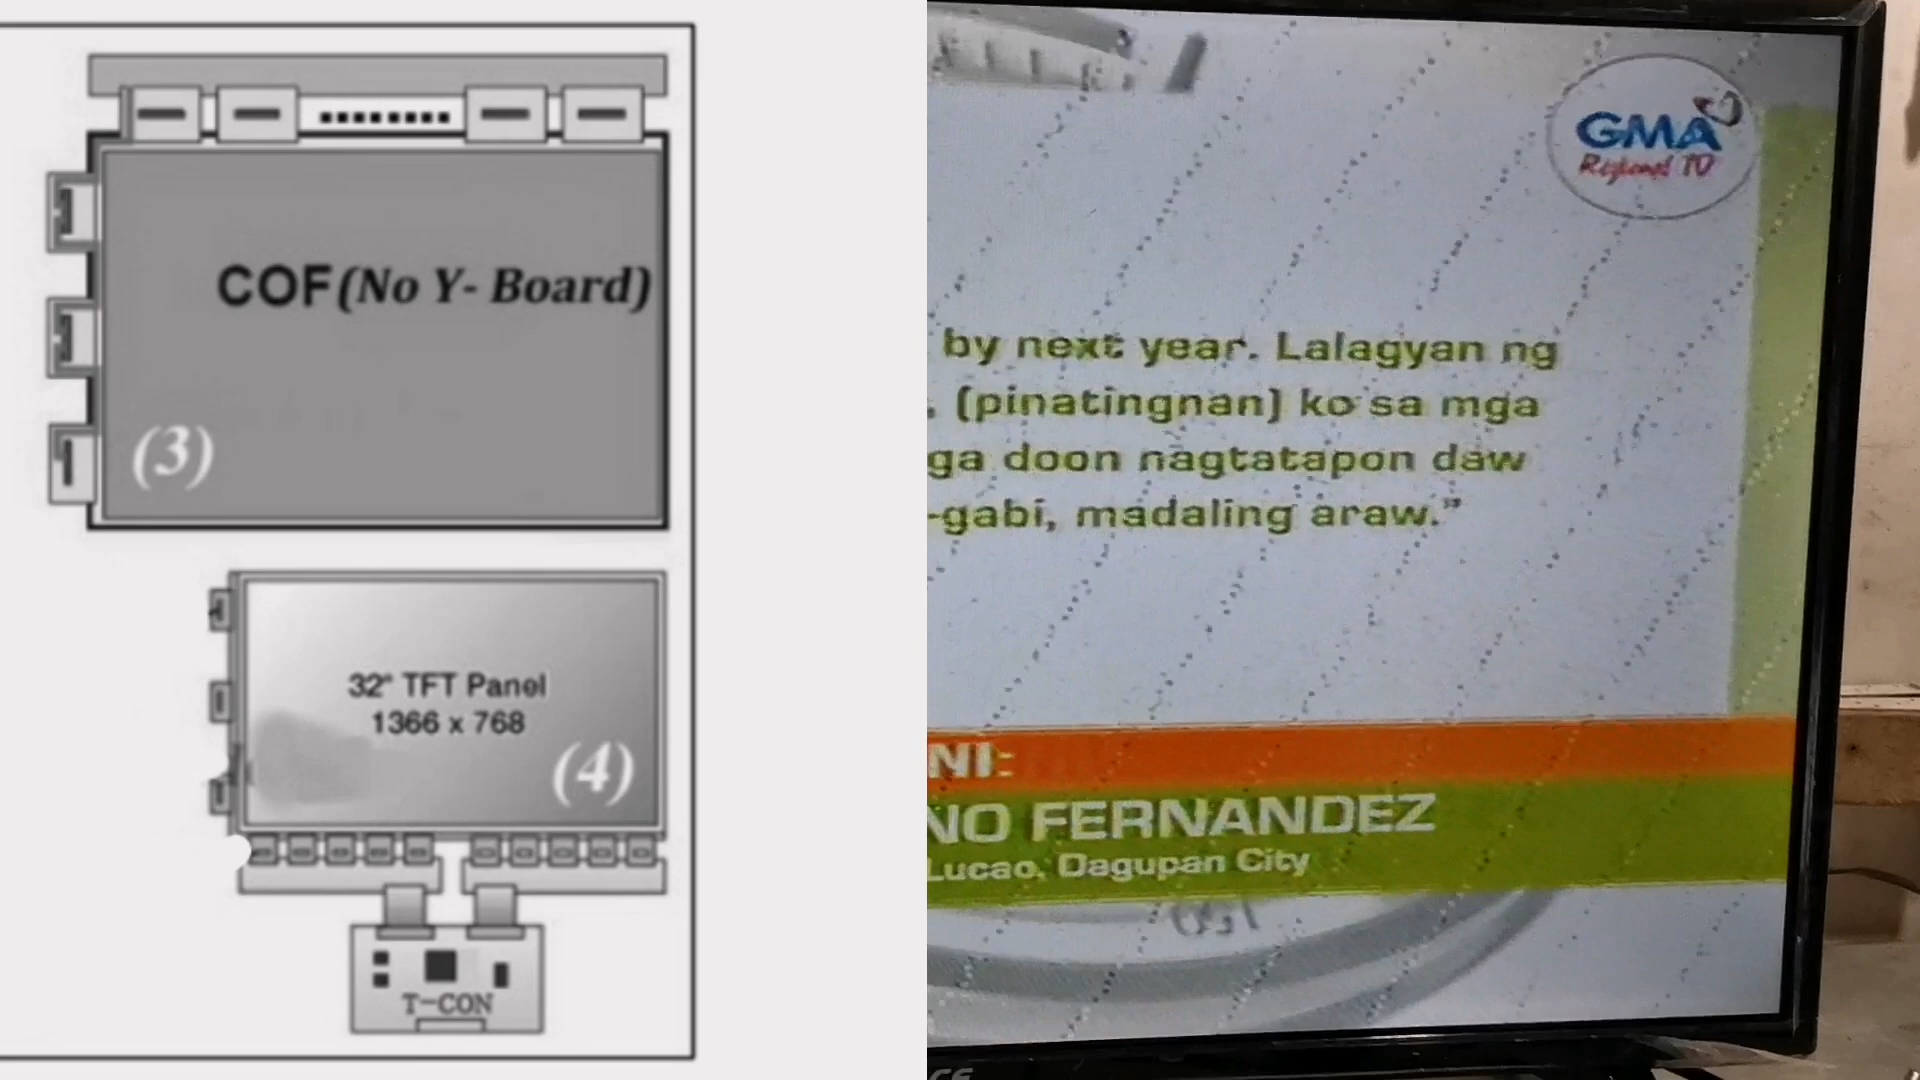 COF (No Y- Board)
(3)
32" TFT Panel
1366 x 768
(4)
T-CON
GMA
Regional TV
by next year. Lalagyan ng
. (pinatingnan) ko sa mga
ga doon nagtatapon daw
-gabi, madaling araw.”
NI:
NO FERNANDEZ
Lucao, Dagupan City